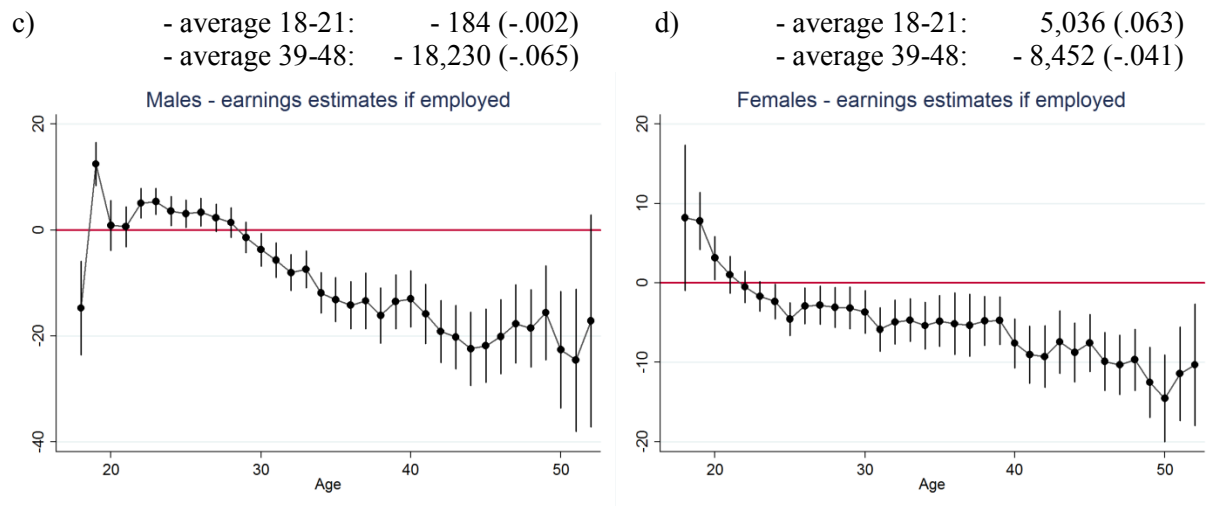 c) - average 18-21: - 184 (-.002)
- average 39-48: - 18,230 (-.065)
Males - earnings estimates if employed
20
0
-20
-40
20 30 40 50
Age
d) - average 18-21: 5,036 (.063)
- average 39-48: - 8,452 (-.041)
Females - earnings estimates if employed
20
10
0
-10
-20
20 30 40 50
Age